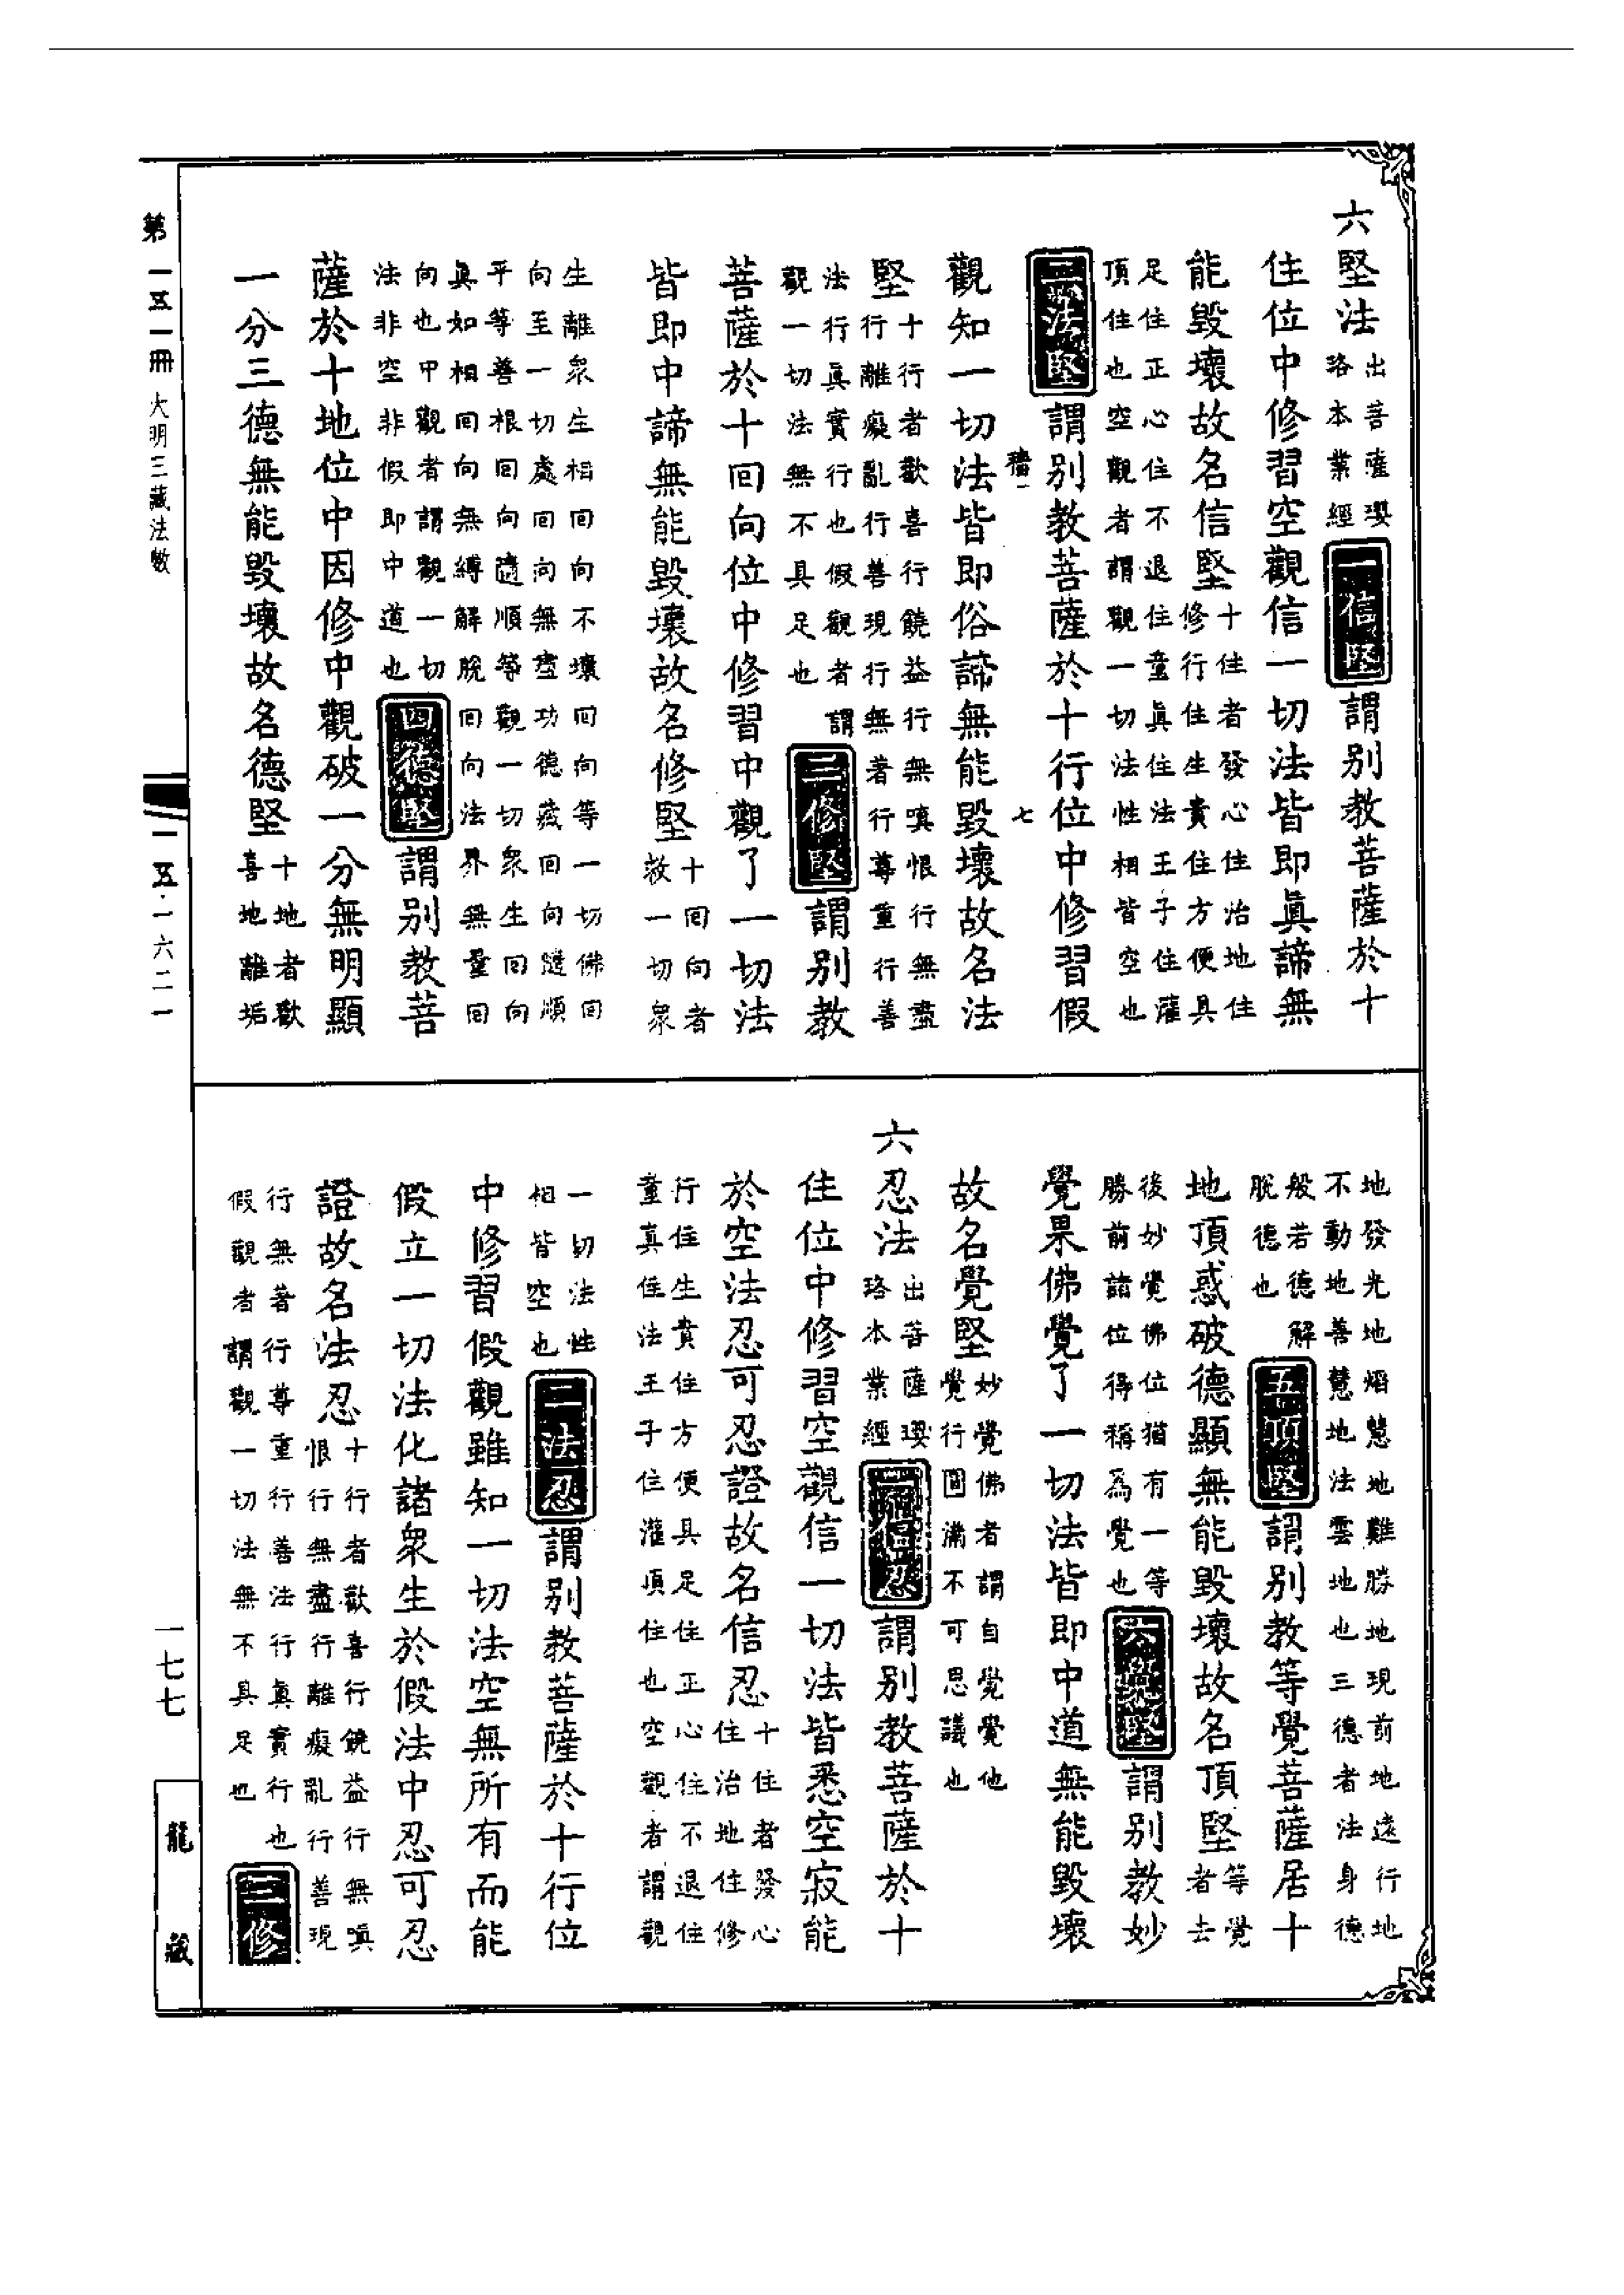 六堅法出菩薩瓔珞本業經一信堅謂別教菩薩於十
住位中修習空觀信一切法皆即眞諦無
能毀壞故名信堅十住者發心住治地住修行住生貴住方便具
足住正心住不退住童眞住法王子住灌頂住也空觀者謂觀一切法性相皆空也
二法堅謂別教菩薩於十行位中修習假
七
觀知一切法皆即俗諦無能毀壞故名法
堅十行者歡喜行饒益行無嗔恨行無盡行離癡亂行善現行無著行尊重行善
法行眞實行也假觀者謂觀一切法無不具足也三修堅謂別教
菩薩於十回向位中修習中觀了一切法
皆即中諦無能毀壞故名修堅十回向者救一切衆
生離衆生相回向不壞回向等一切佛回向至一切處回向無盡功德藏回向隨順
平等善根回向隨順等觀一切衆生回向眞如相回向無縛解脫回向法界無量回
向也中觀者謂觀一切法非空非假即中道也四德堅謂別教菩
薩於十地位中因修中觀破一分無明顯
一分三德無能毀壞故名德堅十地者歡喜地離垢
地發光地焰慧地難勝地現前地遠行地不動地善慧地法雲地也三德者法身德
般若德解脫德也五頂堅謂別教等覺菩薩居十
地頂惑破德顯無能毀壞故名頂堅等覺者去
後妙覺佛位猶有一等勝前諸位得稱為覺也六覺堅謂別教妙
覺果佛覺了一切法皆即中道無能毀壞
故名覺堅妙覺佛者謂自覺覺他覺行圓滿不可思議也
六忍法出菩薩瓔珞本業經一信忍謂別教菩薩於十
住位中修習空觀信一切法皆悉空寂能
於空法忍可忍證故名信忍十住者發心住治地住修
行住生貴住方便具足住正心住不退住童真住法王子住灌頂住也空觀者謂觀
一切法性相皆空也二法忍謂別教菩薩於十行位
中修習假觀雖知一切法空無所有而能
假立一切法化諸衆生於假法中忍可忍
證故名法忍十行者歡喜行饒益行無嗔恨行無盡行離癡亂行善現
行無著行尊重行善法行眞實行也假觀者謂觀一切法無不具足也三修
第一五一冊 大明三藏法數
一五·一六二一
一七七
龍藏